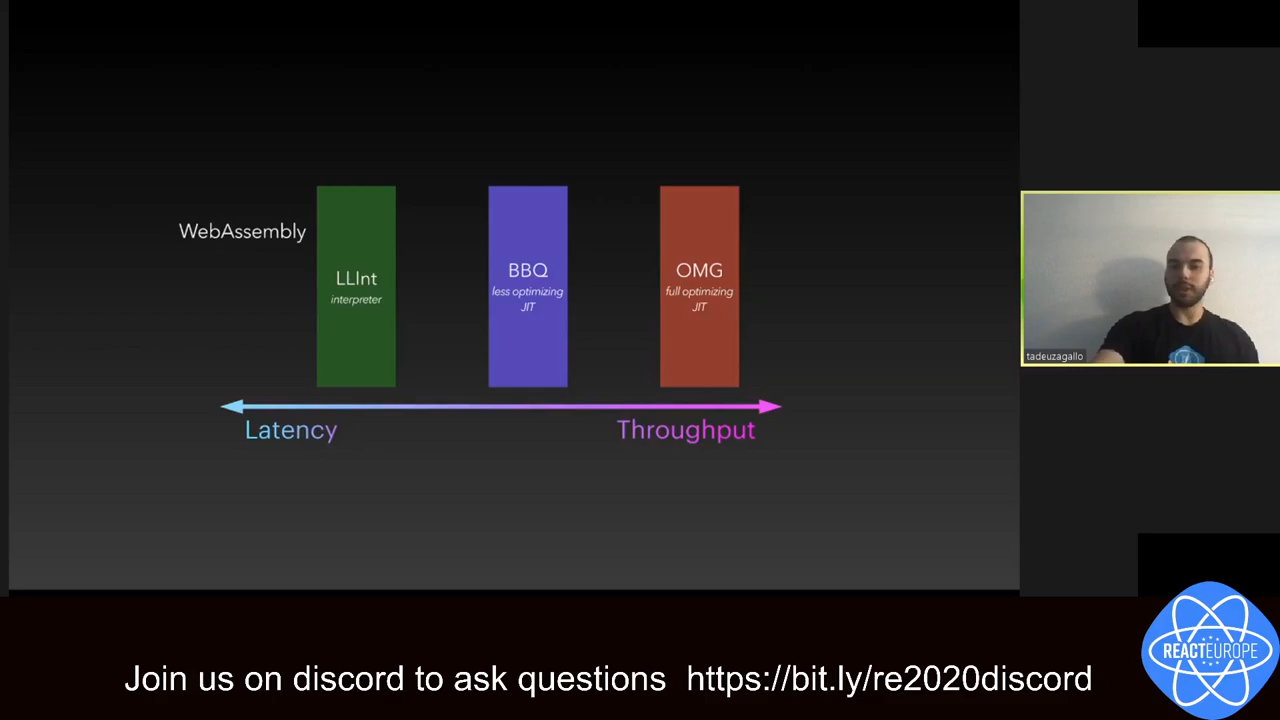 WebAssembly
LLInt
interpreter
BBQ
less optimizing
JIT
OMG
full optimizing
JIT
Latency
Throughput
tadeuzagallo
REACTEUROPE
Join us on discord to ask questions https://bit.ly/re2020discord